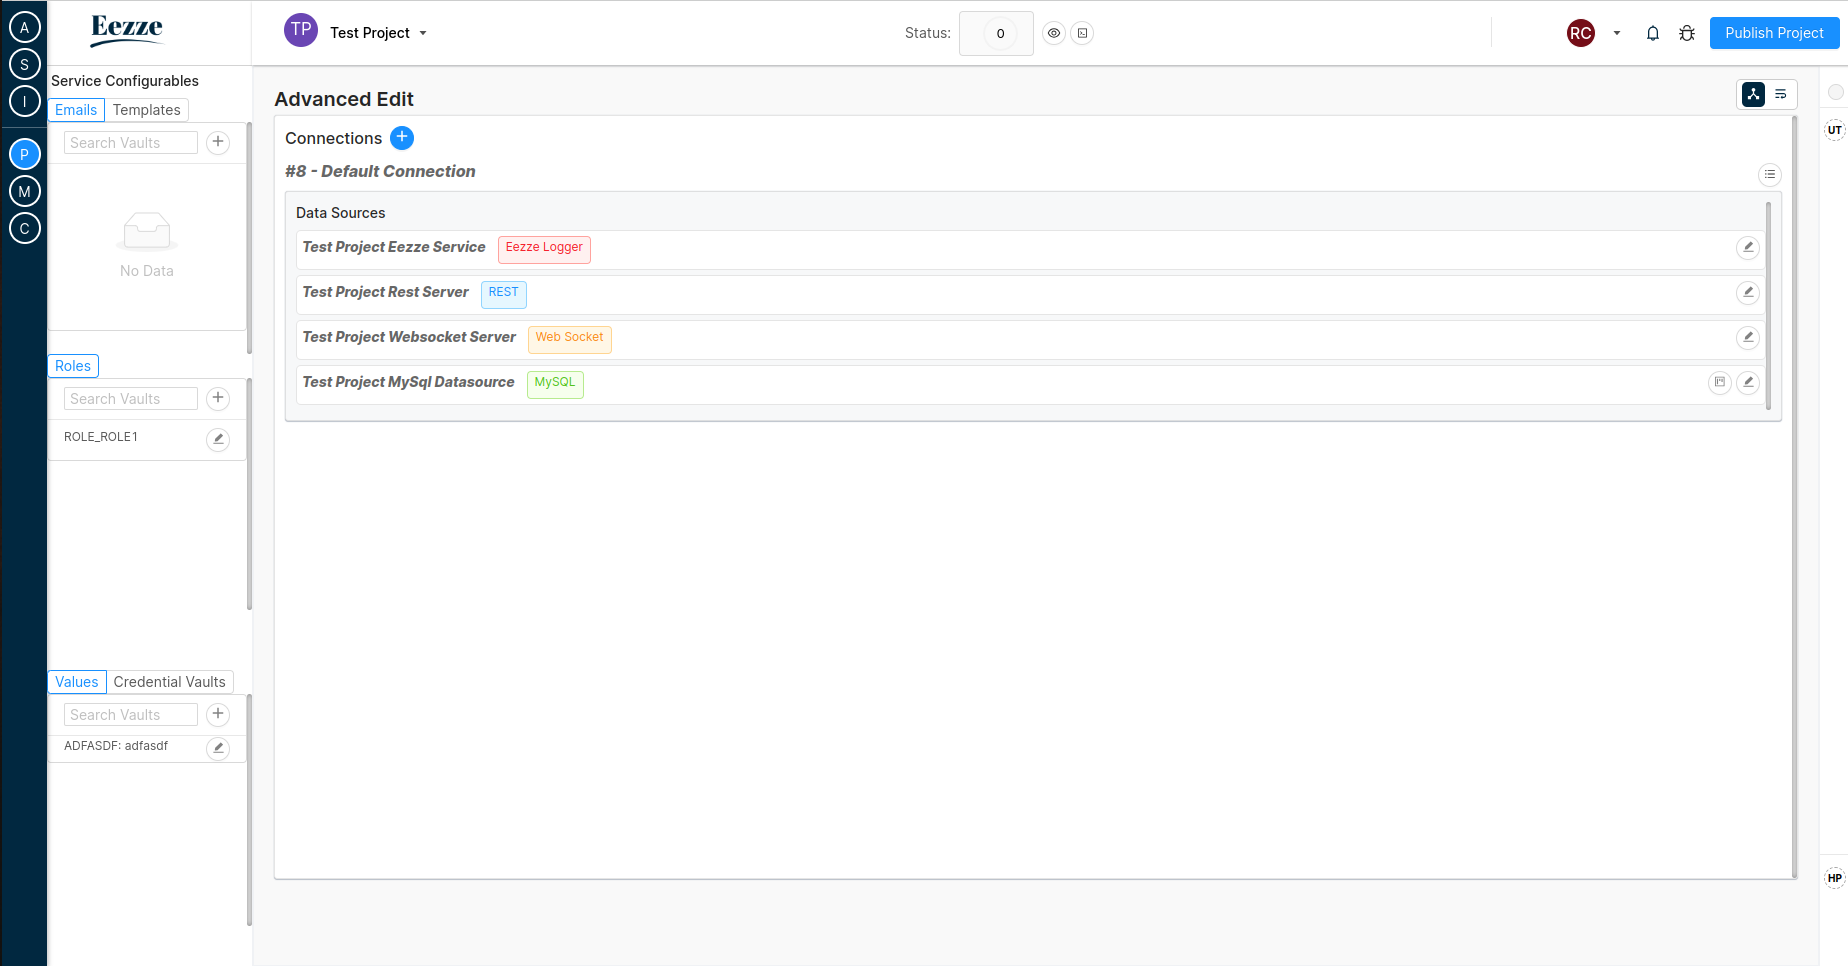 A
S
I
P
M
C
Eezze
TP
Test Project
Status:
0
RC
Publish Project
Service Configurables
Emails
Templates
Search Vaults
No Data
Roles
Search Vaults
ROLE_ROLE1
Values
Credential Vaults
Search Vaults
ADFASDF: adfasdf
Advanced Edit
Connections
#8 - Default Connection
Data Sources
Test Project Eezze Service
Eezze Logger
Test Project Rest Server
REST
Test Project Websocket Server
Web Socket
Test Project MySql Datasource
MySQL
UT
HP